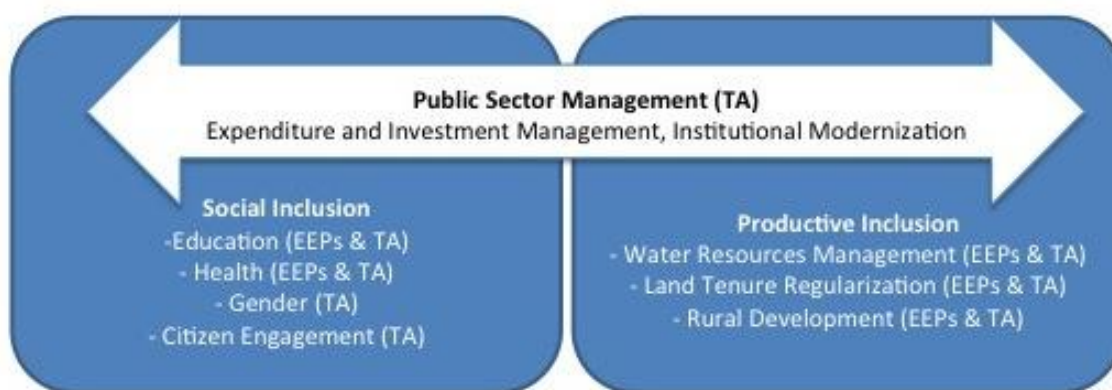 Public Sector Management (TA)
Expenditure and Investment Management, Institutional Modernization
Social Inclusion
-Education (EEPs & TA)
- Health (EEPs & TA)
- Gender (TA)
- Citizen Engagement (TA)
Productive Inclusion
- Water Resources Management (EEPs & TA)
- Land Tenure Regularization (EEPs & TA)
- Rural Development (EEPs & TA)